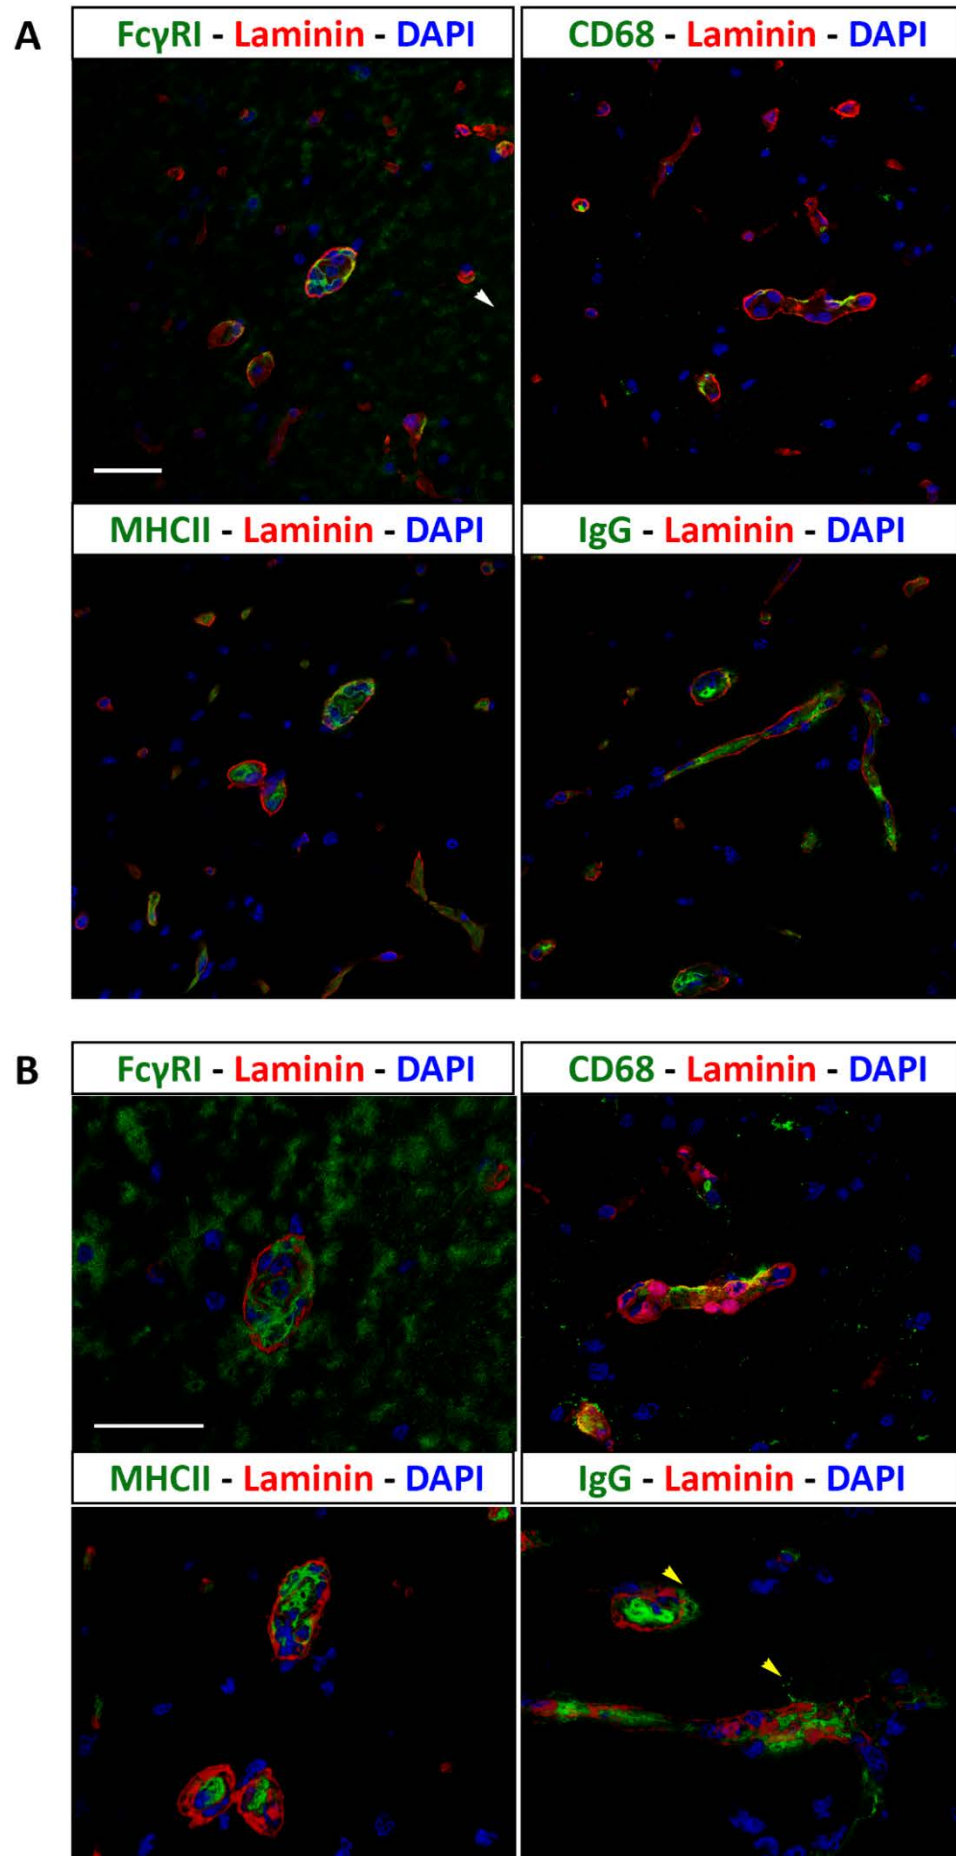 A
FcγRI - Laminin - DAPI
CD68 - Laminin - DAPI
MHCII - Laminin - DAPI
IgG - Laminin - DAPI
B
FcγRI - Laminin - DAPI
CD68 - Laminin - DAPI
MHCII - Laminin - DAPI
IgG - Laminin - DAPI